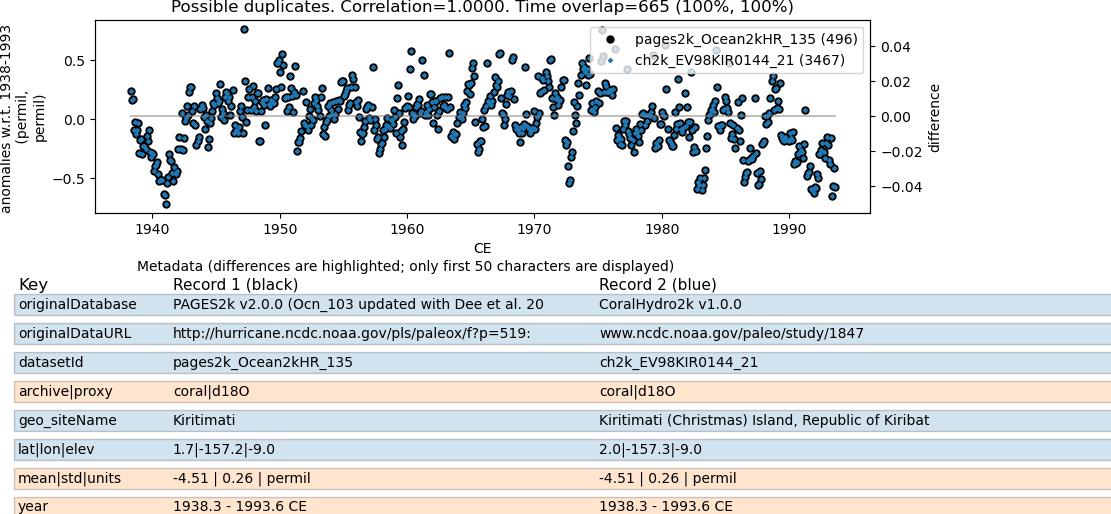 Possible duplicates. Correlation=1.0000. Time overlap=665 (100%, 100%)
anomalies w.r.t. 1938-1993
(permil,
permil)
0.5
0.0
−0.5
pages2k_Ocean2kHR_135 (496)
ch2k_EV98KIR0144_21 (3467)
0.04
0.02
0.00
−0.02
−0.04
difference
1940 1950 1960 1970 1980 1990
CE
Metadata (differences are highlighted; only first 50 characters are displayed)
Key Record 1 (black) Record 2 (blue)
originalDatabase PAGES2k v2.0.0 (Ocn_103 updated with Dee et al. 20 CoralHydro2k v1.0.0
originalDataURL http://hurricane.ncdc.noaa.gov/pls/paleox/f?p=519: www.ncdc.noaa.gov/paleo/study/1847
datasetId pages2k_Ocean2kHR_135 ch2k_EV98KIR0144_21
archive|proxy coral|d18O coral|d18O
geo_siteName Kiritimati Kiritimati (Christmas) Island, Republic of Kiribat
lat|lon|elev 1.7|-157.2|-9.0 2.0|-157.3|-9.0
mean|std|units -4.51 | 0.26 | permil -4.51 | 0.26 | permil
year 1938.3 - 1993.6 CE 1938.3 - 1993.6 CE